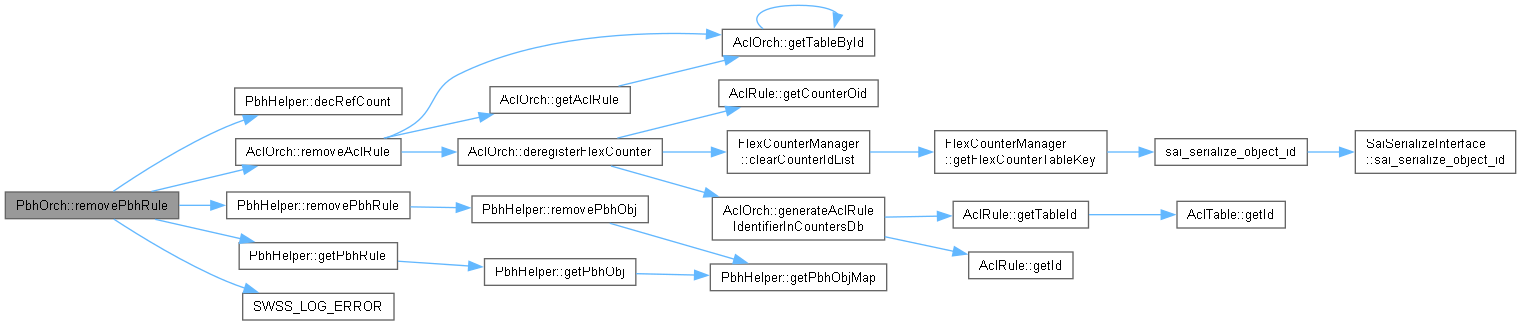 PbhOrch::removePbhRule
PbhHelper::decRefCount
AclOrch::removeAclRule
PbhHelper::removePbhRule
PbhHelper::getPbhRule
SWSS_LOG_ERROR
AclOrch::getAclRule
AclOrch::deregisterFlexCounter
PbhHelper::removePbhObj
PbhHelper::getPbhObj
AclOrch::getTableById
AclRule::getCounterOid
FlexCounterManager
::clearCounterIdList
AclOrch::generateAclRule
IdentifierInCountersDb
PbhHelper::getPbhObjMap
FlexCounterManager
::getFlexCounterTableKey
AclRule::getTableId
AclRule::getId
sai_serialize_object_id
AclTable::getId
SaiSerializeInterface
::sai_serialize_object_id